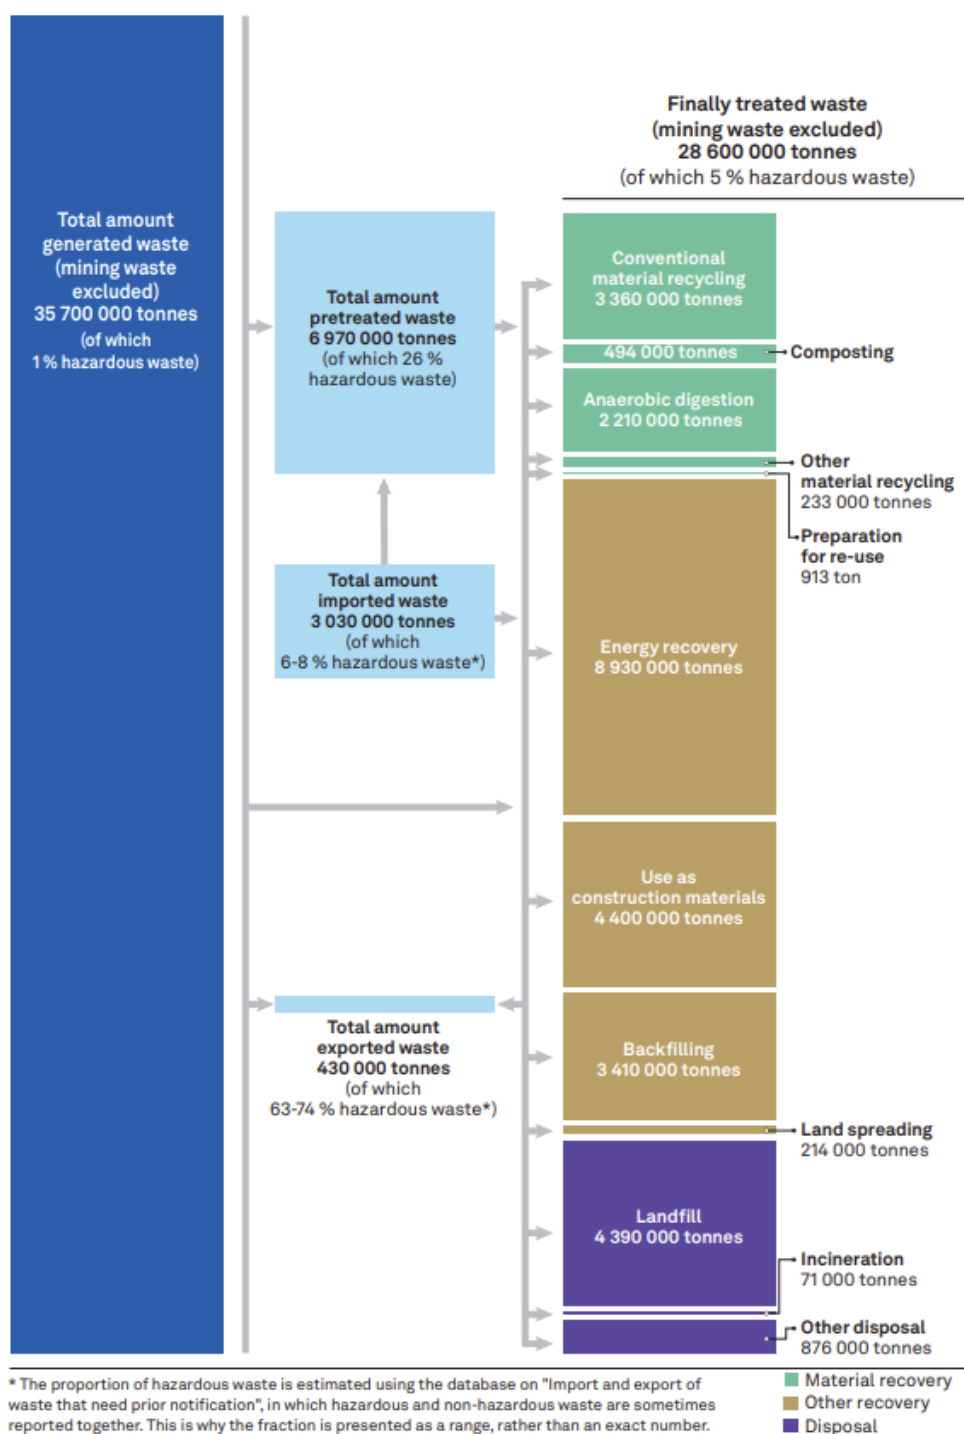 Total amount
generated waste
(mining waste
excluded)
35 700 000 tonnes
(of which
1 % hazardous waste)
Total amount
pretreated waste
6 970 000 tonnes
(of which 26 %
hazardous waste)
Total amount
imported waste
3 030 000 tonnes
(of which
6-8 % hazardous waste*)
Total amount
exported waste
430 000 tonnes
(of which
63-74 % hazardous waste*)
Finally treated waste
(mining waste excluded)
28 600 000 tonnes
(of which 5 % hazardous waste)
Conventional
material recycling
3 360 000 tonnes
494 000 tonnes
Composting
Anaerobic digestion
2 210 000 tonnes
Other
material recycling
233 000 tonnes
Preparation
for re-use
913 ton
Energy recovery
8 930 000 tonnes
Use as
construction materials
4 400 000 tonnes
Backfilling
3 410 000 tonnes
Land spreading
214 000 tonnes
Landfill
4 390 000 tonnes
Incineration
71 000 tonnes
Other disposal
876 000 tonnes
* The proportion of hazardous waste is estimated using the database on "Import and export of
waste that need prior notification", in which hazardous and non-hazardous waste are sometimes
reported together. This is why the fraction is presented as a range, rather than an exact number.
Material recovery
Other recovery
Disposal